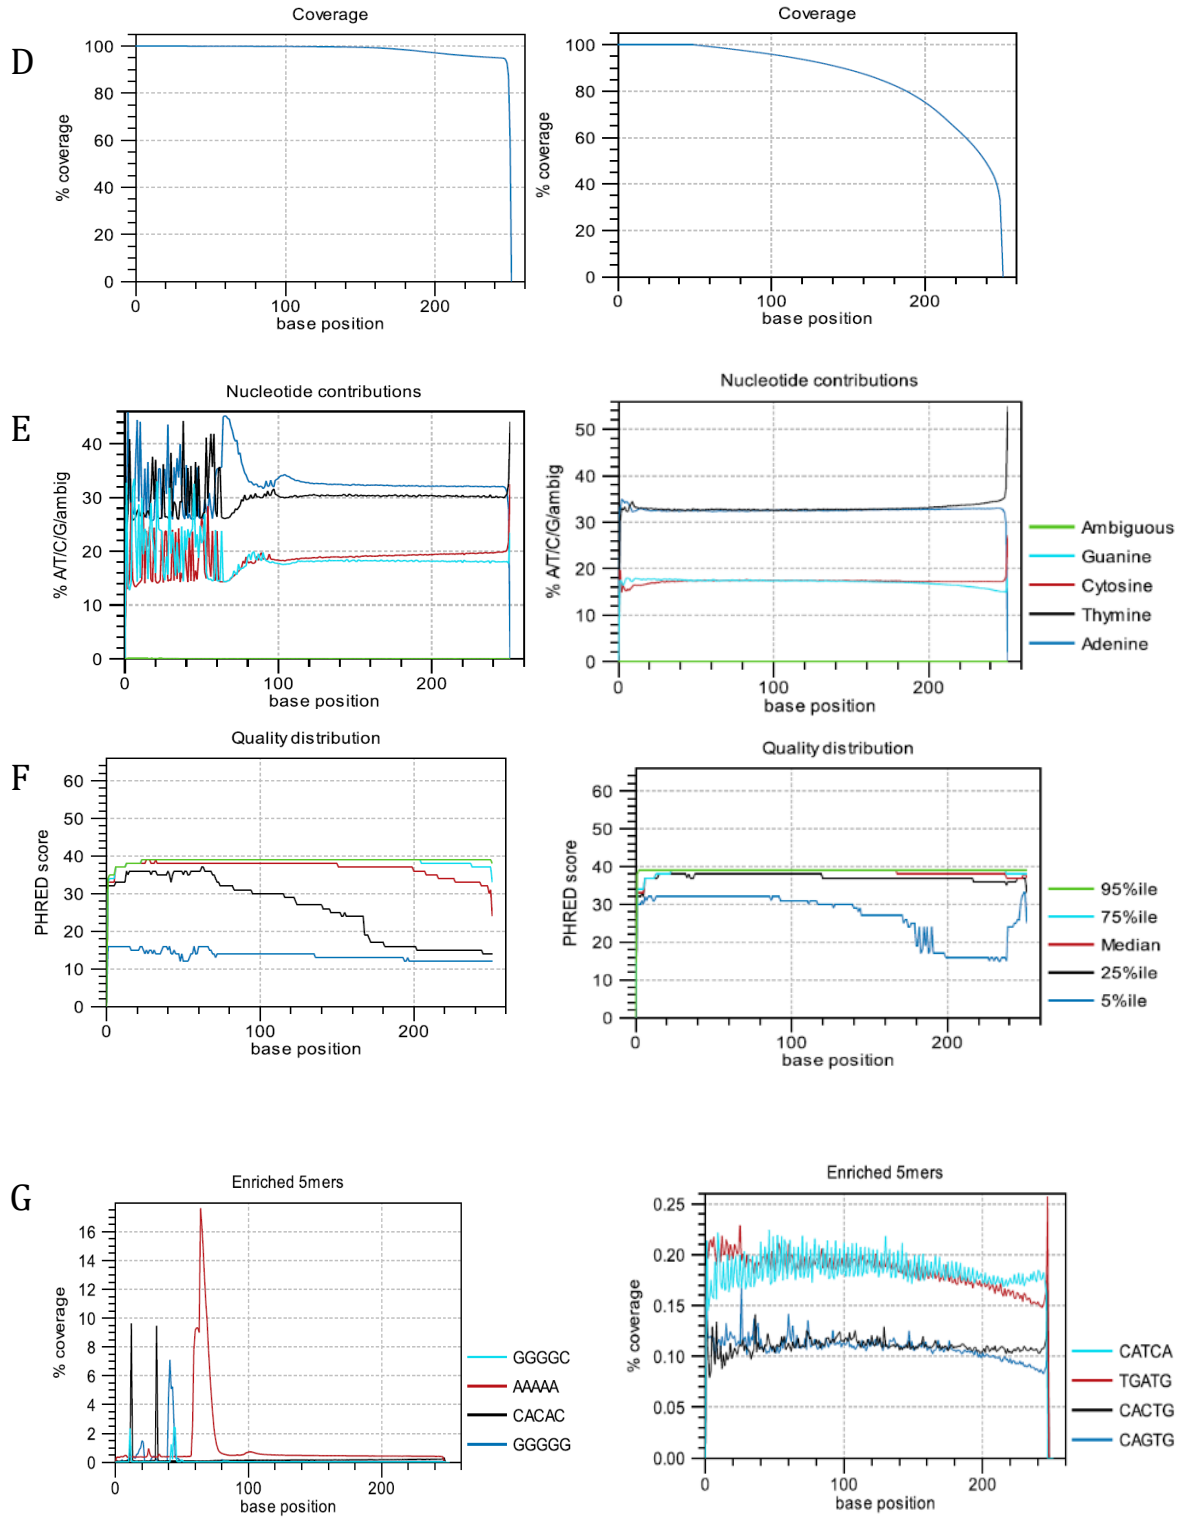 D
Coverage
% coverage
100
80
60
40
20
0
0 100 200
base position
Coverage
% coverage
100
80
60
40
20
0
0 100 200
base position
E
Nucleotide contributions
% A/T/C/G/ambig
40
30
20
10
0
0 100 200
base position
Nucleotide contributions
% A/T/C/G/ambig
50
40
30
20
10
0
0 100 200
base position
Ambiguous
Guanine
Cytosine
Thymine
Adenine
F
Quality distribution
PHRED score
60
50
40
30
20
10
0
0 100 200
base position
Quality distribution
PHRED score
60
50
40
30
20
10
0
0 100 200
base position
95%ile
75%ile
Median
25%ile
5%ile
G
Enriched 5mers
% coverage
16
14
12
10
8
6
4
2
0
0 100 200
base position
GGGGC
AAAAA
CACAC
GGGGG
Enriched 5mers
% coverage
0.25
0.20
0.15
0.10
0.05
0.00
0 100 200
base position
CATCA
TGATG
CACTG
CAGTG